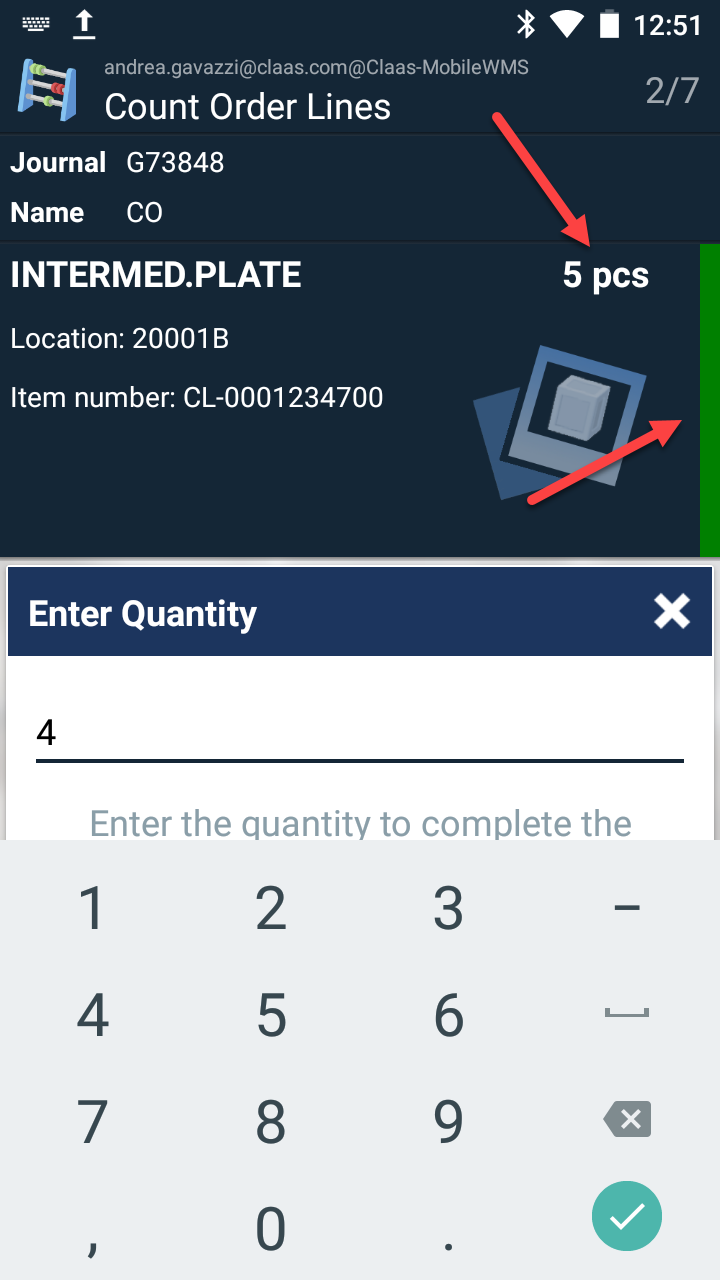 12:51
andrea.gavazzi@claas.com@Claas-MobileWMS
Count Order Lines 2/7
Journal G73848
Name CO
INTERMED.PLATE 5 pcs
Location: 20001B
Item number: CL-0001234700
Enter Quantity
4
Enter the quantity to complete the
1 2 3 –
4 5 6
7 8 9
, 0 .